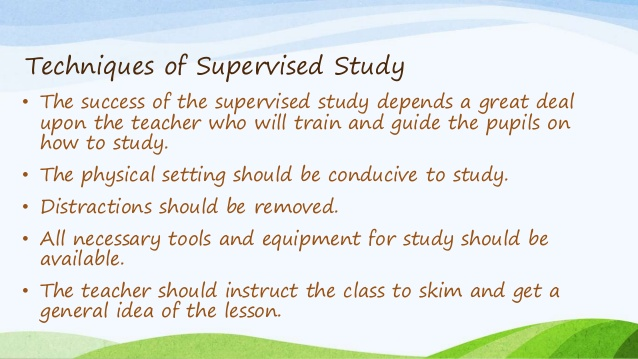 Techniques of Supervised Study
• The success of the supervised study depends a great deal
upon the teacher who will train and guide the pupils on
how to study.
• The physical setting should be conducive to study.
• Distractions should be removed.
• All necessary tools and equipment for study should be
available.
• The teacher should instruct the class to skim and get a
general idea of the lesson.